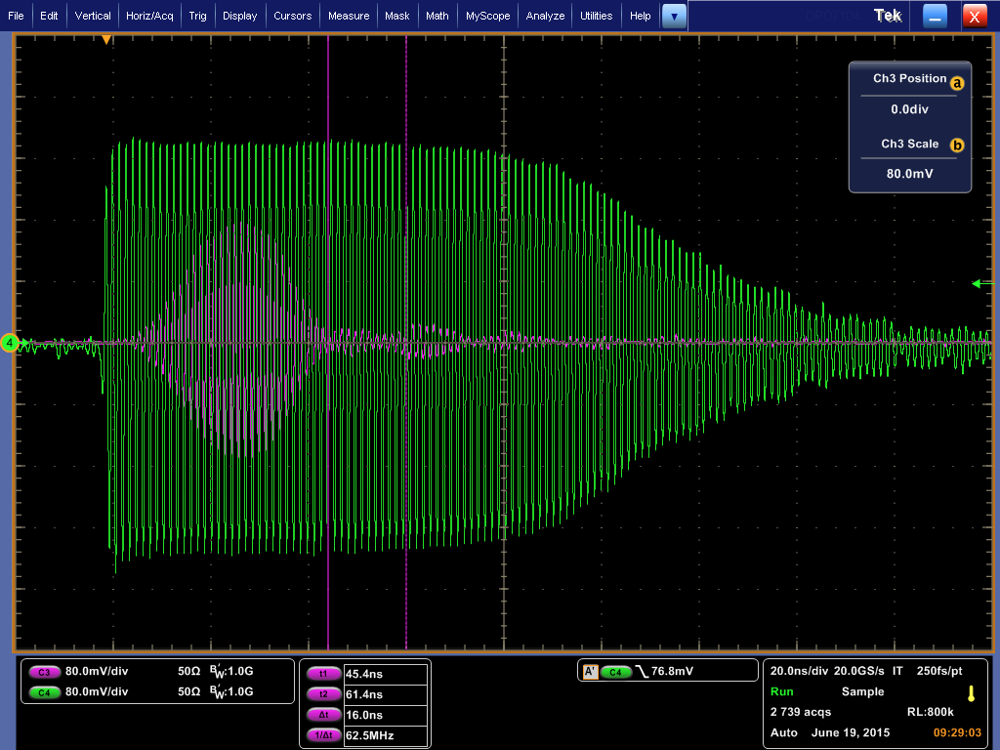 File Edit Vertical Horiz/Acq Trig Display Cursors Measure Mask Math MyScope Analyze Utilities Help Tek X
Ch3 Position a
0.0div
Ch3 Scale b
80.0mV
4
C3 80.0mV/div 50Ω BW:1.0G
C4 80.0mV/div 50Ω BW:1.0G
t1 45.4ns
t2 61.4ns
Δt 16.0ns
1/Δt 62.5MHz
A' C4 76.8mV
20.0ns/div 20.0GS/s IT 250fs/pt
Run Sample
2 739 acqs RL:800k
Auto June 19, 2015 09:29:03